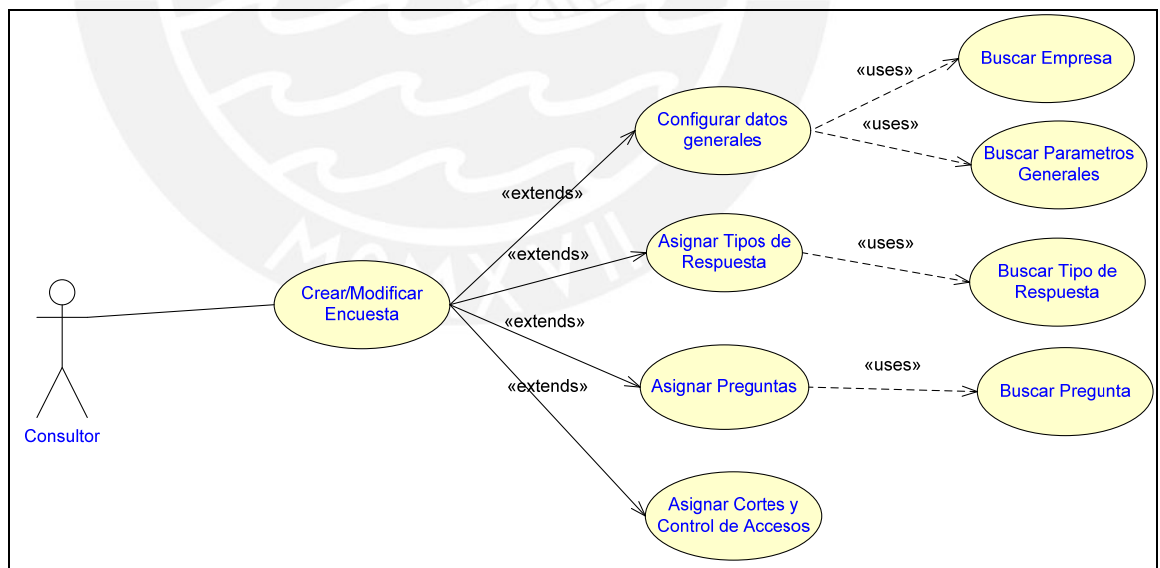 Buscar Empresa
«uses»
Configurar datos
generales
«uses»
Buscar Parametros
Generales
«extends»
Asignar Tipos de
Respuesta
«uses»
«extends»
Buscar Tipo de
Respuesta
Crear/Modificar
Encuesta
«extends»
Asignar Preguntas
«uses»
Buscar Pregunta
«extends»
Consultor
Asignar Cortes y
Control de Accesos
MCMXVII